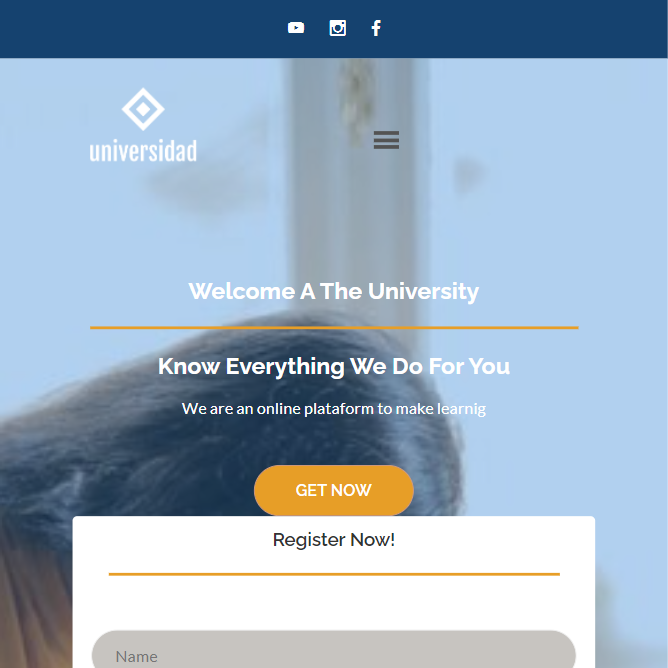 universidad
Welcome A The University
Know Everything We Do For You
We are an online plataform to make learnig
GET NOW
Register Now!
Name